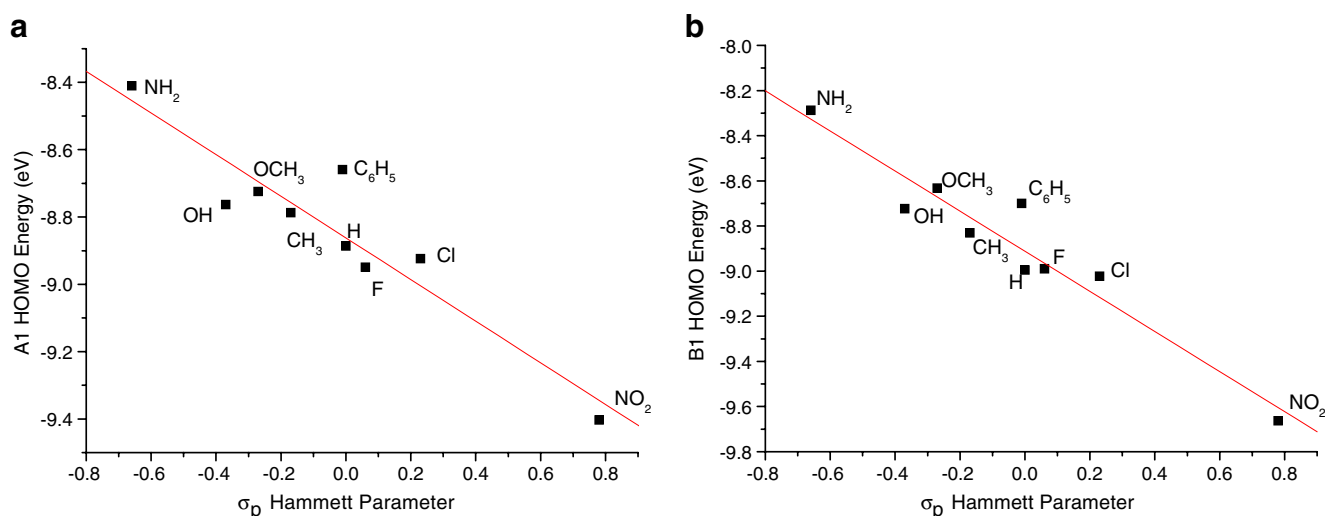 a
A1 HOMO Energy (eV)
-8.4
-8.6
-8.8
-9.0
-9.2
-9.4
NH₂
OCH₃
C₆H₅
OH
CH₃
H
Cl
F
NO₂
-0.8 -0.6 -0.4 -0.2 0.0 0.2 0.4 0.6 0.8
σp Hammett Parameter
b
B1 HOMO Energy (eV)
-8.0
-8.2
-8.4
-8.6
-8.8
-9.0
-9.2
-9.4
-9.6
-9.8
NH₂
OCH₃
C₆H₅
OH
CH₃
F
H
Cl
NO₂
-0.8 -0.6 -0.4 -0.2 0.0 0.2 0.4 0.6 0.8
σp Hammett Parameter